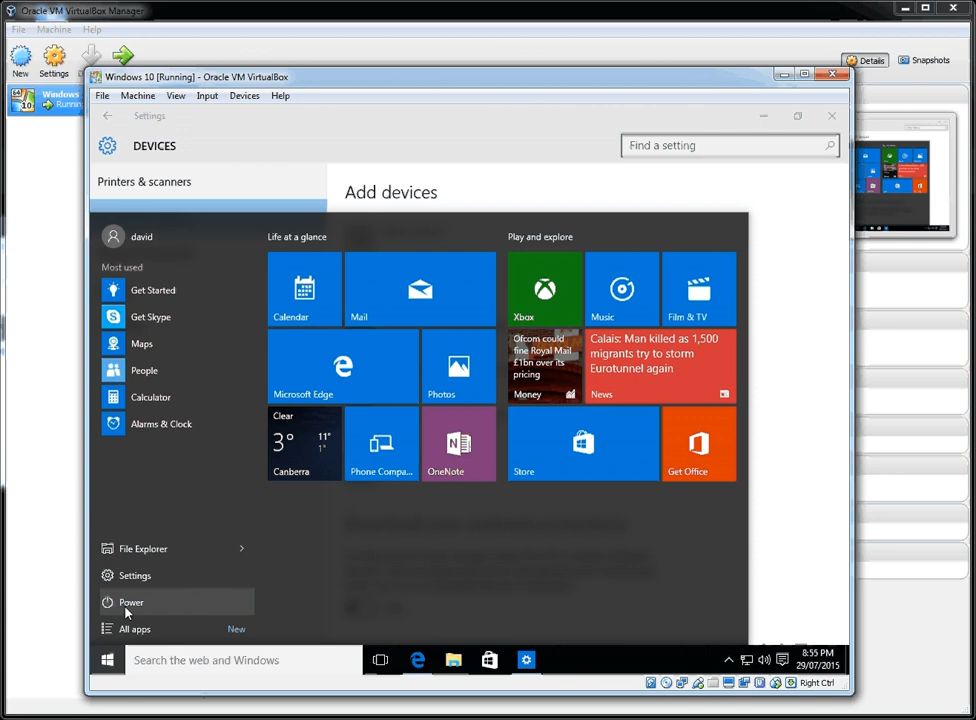 Oracle VM VirtualBox Manager
File Machine Help
New
Settings
Details
Snapshots
Windows
Runn
Windows 10 [Running] - Oracle VM VirtualBox
File Machine View Input Devices Help
Settings
DEVICES
Find a setting
Printers & scanners
Add devices
david
Most used
Get Started
Get Skype
Maps
People
Calculator
Alarms & Clock
File Explorer
Settings
Power
All apps New
Life at a glance
Calendar
Mail
Microsoft Edge
Photos
Clear
3° 11°
1°
Canberra
Phone Compa...
OneNote
Play and explore
Xbox
Music
Film & TV
Ofcom could
fine Royal Mail
£1bn over its
pricing
Money
Calais: Man killed as 1,500
migrants try to storm
Eurotunnel again
News
Store
Get Office
Search the web and Windows
8:55 PM
29/07/2015
Right Ctrl